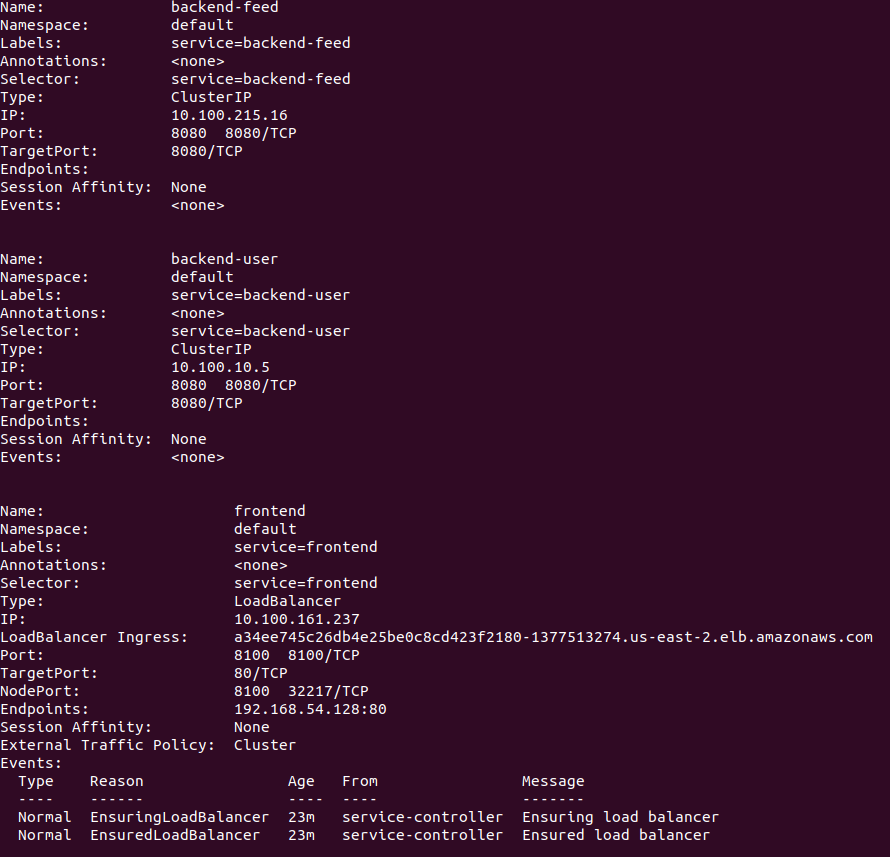 Name:              backend-feed
Namespace:         default
Labels:            service=backend-feed
Annotations:       <none>
Selector:          service=backend-feed
Type:              ClusterIP
IP:                10.100.215.16
Port:              8080  8080/TCP
TargetPort:        8080/TCP
Endpoints:
Session Affinity:  None
Events:            <none>

Name:              backend-user
Namespace:         default
Labels:            service=backend-user
Annotations:       <none>
Selector:          service=backend-user
Type:              ClusterIP
IP:                10.100.10.5
Port:              8080  8080/TCP
TargetPort:        8080/TCP
Endpoints:
Session Affinity:  None
Events:            <none>

Name:                     frontend
Namespace:                default
Labels:                   service=frontend
Annotations:              <none>
Selector:                 service=frontend
Type:                     LoadBalancer
IP:                       10.100.161.237
LoadBalancer Ingress:     a34ee745c26db4e25be0c8cd423f2180-1377513274.us-east-2.elb.amazonaws.com
Port:                     8100  8100/TCP
TargetPort:               80/TCP
NodePort:                 8100  32217/TCP
Endpoints:                192.168.54.128:80
Session Affinity:         None
External Traffic Policy:  Cluster
Events:
  Type    Reason                Age   From                Message
  ----    ------                ----  ----                -------
  Normal  EnsuringLoadBalancer  23m   service-controller  Ensuring load balancer
  Normal  EnsuredLoadBalancer   23m   service-controller  Ensured load balancer